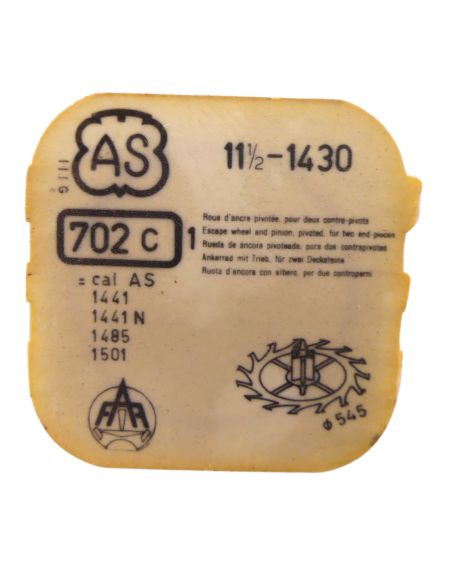 AS
11½-1430
IIIG
702 C 1
Roue d'ancre pivotée, pour deux contre-pivots
Escape wheel and pinion, pivoted, for two end-pieces
Rueda de áncora pivoteada, para dos contrapivotes
Ankerrad mit Trieb, für zwei Decksteine
Ruota d'ancora con albero, per due controperni
= cal AS
1441
1441 N
1485
1501
FAR
ø 545